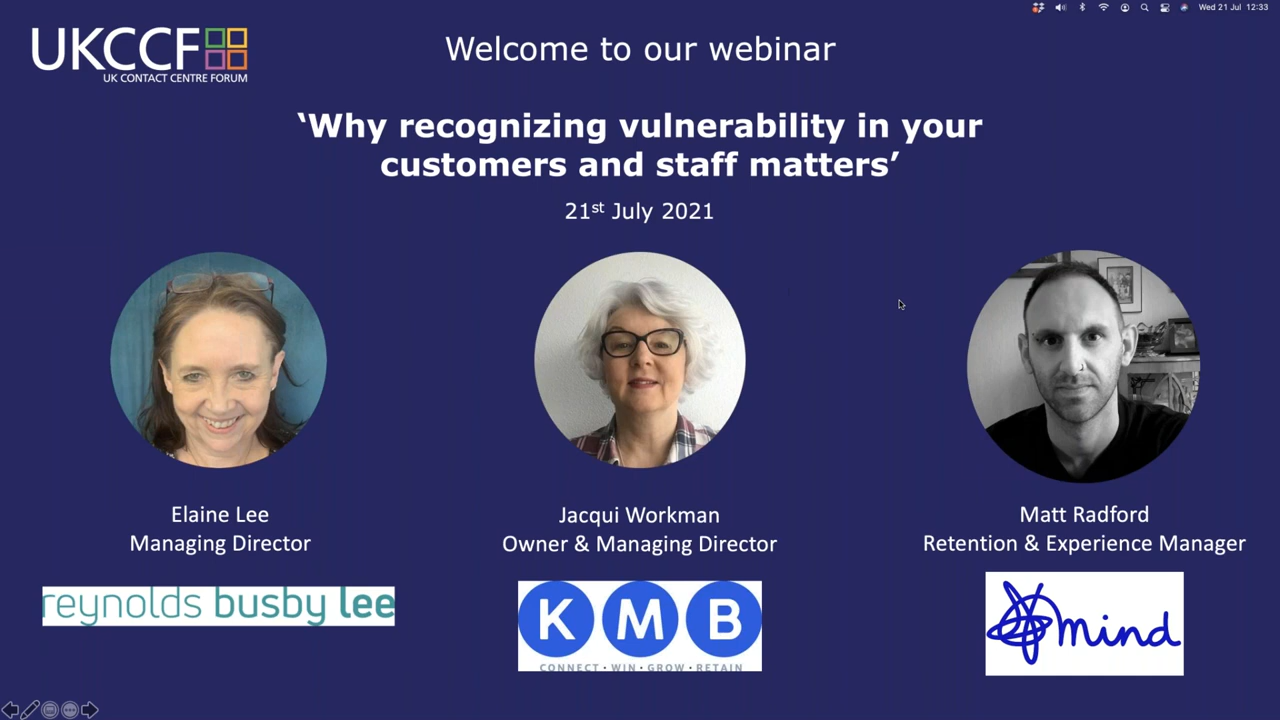 Wed 21 Jul 12:33
UKCCF
UK CONTACT CENTRE FORUM
Welcome to our webinar
‘Why recognizing vulnerability in your
customers and staff matters’
21st July 2021
Elaine Lee
Managing Director
reynolds busby lee
Jacqui Workman
Owner & Managing Director
KMB
CONNECT • WIN • GROW • RETAIN
Matt Radford
Retention & Experience Manager
mind